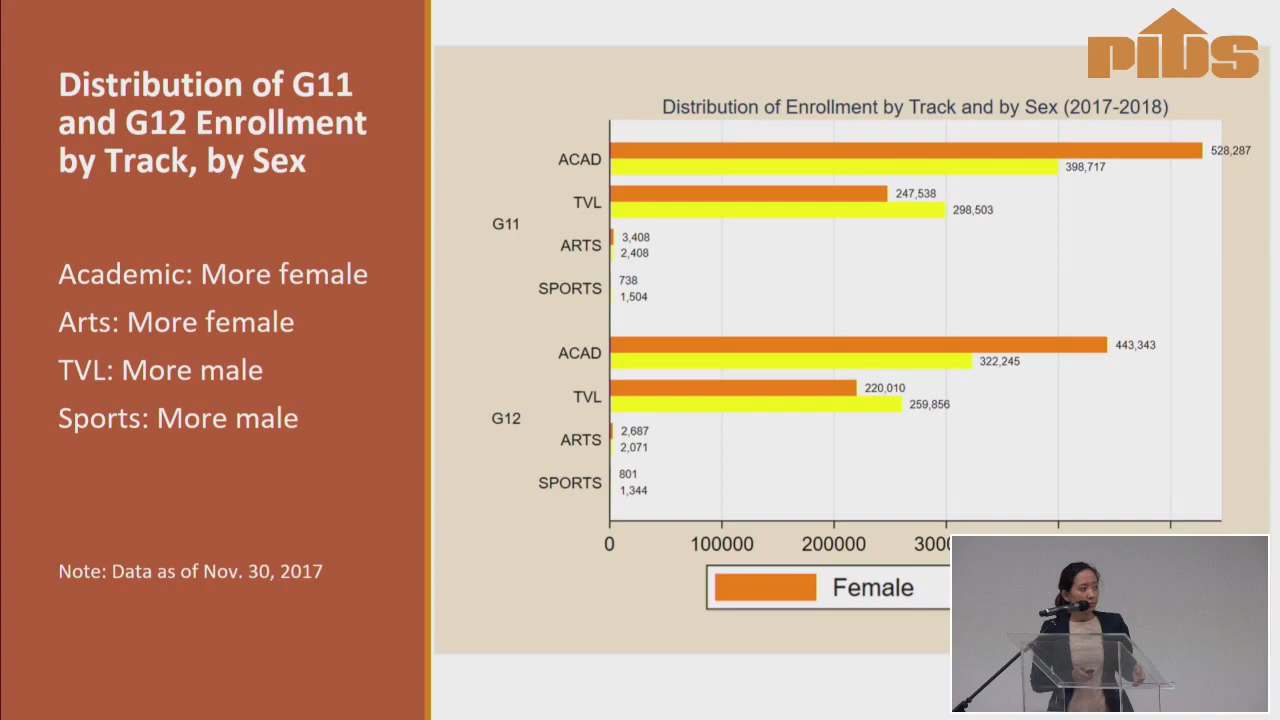 Distribution of G11
and G12 Enrollment
by Track, by Sex
Academic: More female
Arts: More female
TVL: More male
Sports: More male
Note: Data as of Nov. 30, 2017
PIDS
Distribution of Enrollment by Track and by Sex (2017-2018)
G11
ACAD
528,287
398,717
TVL
247,538
298,503
ARTS
3,408
2,408
SPORTS
738
1,504
G12
ACAD
443,343
322,245
TVL
220,010
259,856
ARTS
2,687
2,071
SPORTS
801
1,344
0 100000 200000
Female